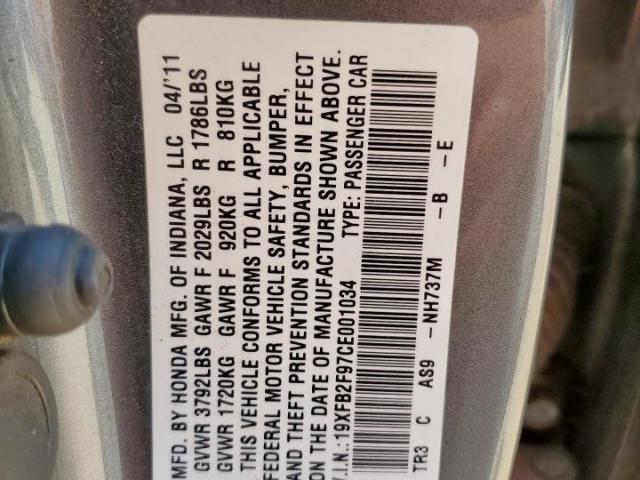 MFD. BY HONDA MFG. OF INDIANA, LLC 04/'11
GVWR 3792LBS GAWR F 2029LBS R 1786LBS
GVWR 1720KG GAWR F 920KG R 810KG
THIS VEHICLE CONFORMS TO ALL APPLICABLE
FEDERAL MOTOR VEHICLE SAFETY, BUMPER,
AND THEFT PREVENTION STANDARDS IN EFFECT
ON THE DATE OF MANUFACTURE SHOWN ABOVE.
V.I.N.:19XFB2F97CE001034 TYPE: PASSENGER CAR
TR3 C AS9 -NH737M -B -E